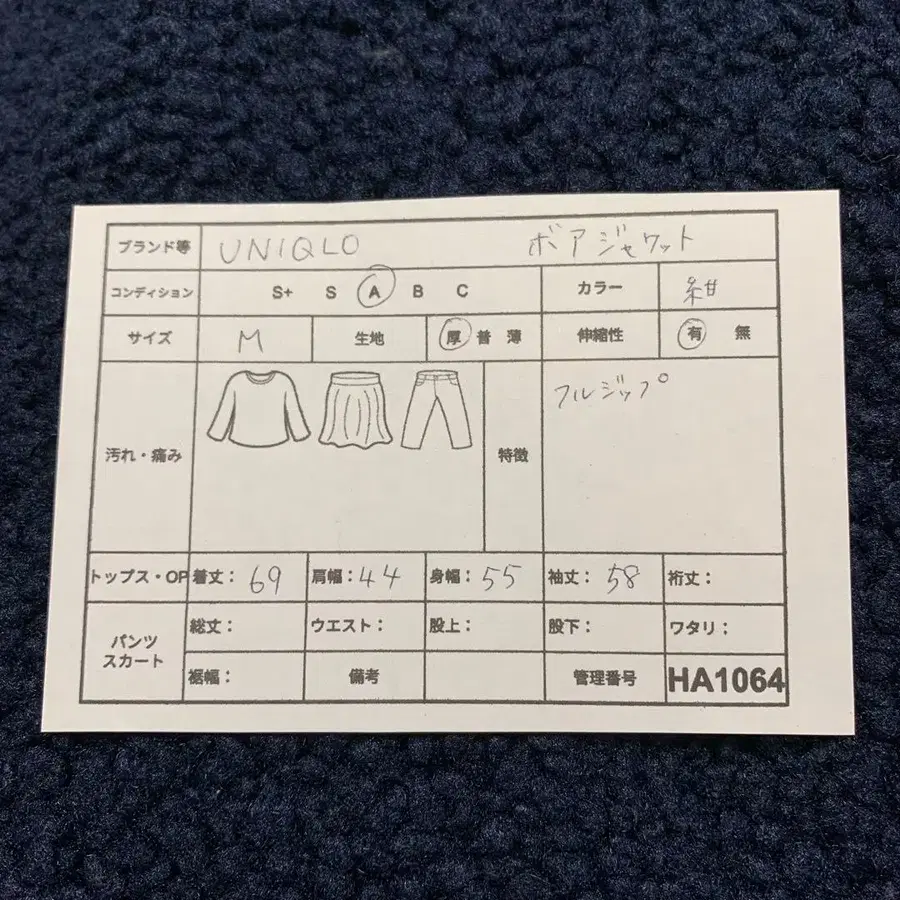 ブランド等 UNIQLO ボアジャケット
コンディション S+ S A B C カラー 紺
サイズ M 生地 厚 普 薄 伸縮性 有 無
汚れ・痛み 特徴 フルジップ
トップス・OP 着丈： 69 肩幅： 44 身幅： 55 袖丈： 58 裄丈：
パンツ
スカート
総丈： ウエスト： 股上： 股下： ワタリ；
裾幅： 備考 管理番号 HA1064